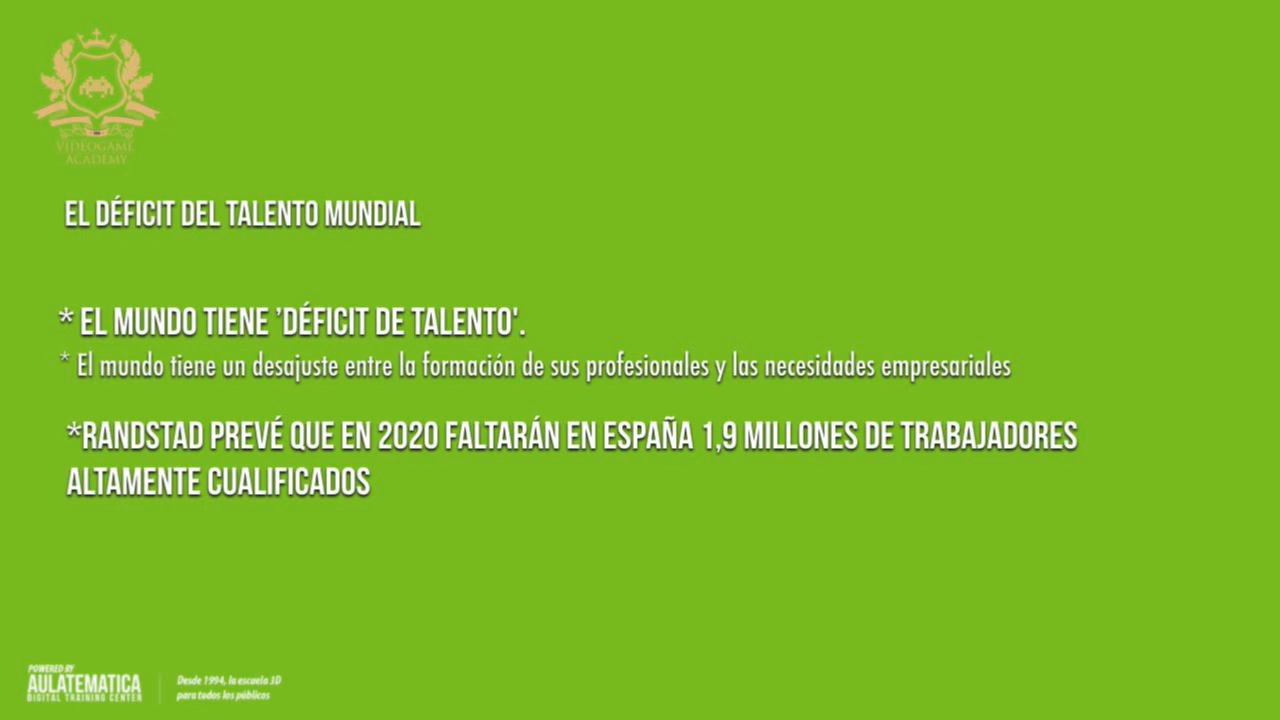 VIDEOGAME
ACADEMY
EL DÉFICIT DEL TALENTO MUNDIAL
* EL MUNDO TIENE 'DÉFICIT DE TALENTO'.
* El mundo tiene un desajuste entre la formación de sus profesionales y las necesidades empresariales
*RANDSTAD PREVÉ QUE EN 2020 FALTARÁN EN ESPAÑA 1,9 MILLONES DE TRABAJADORES
ALTAMENTE CUALIFICADOS
POWERED BY
AULATEMATICA
DIGITAL TRAINING CENTER
Desde 1994, la escuela 3D
para todos los públicos